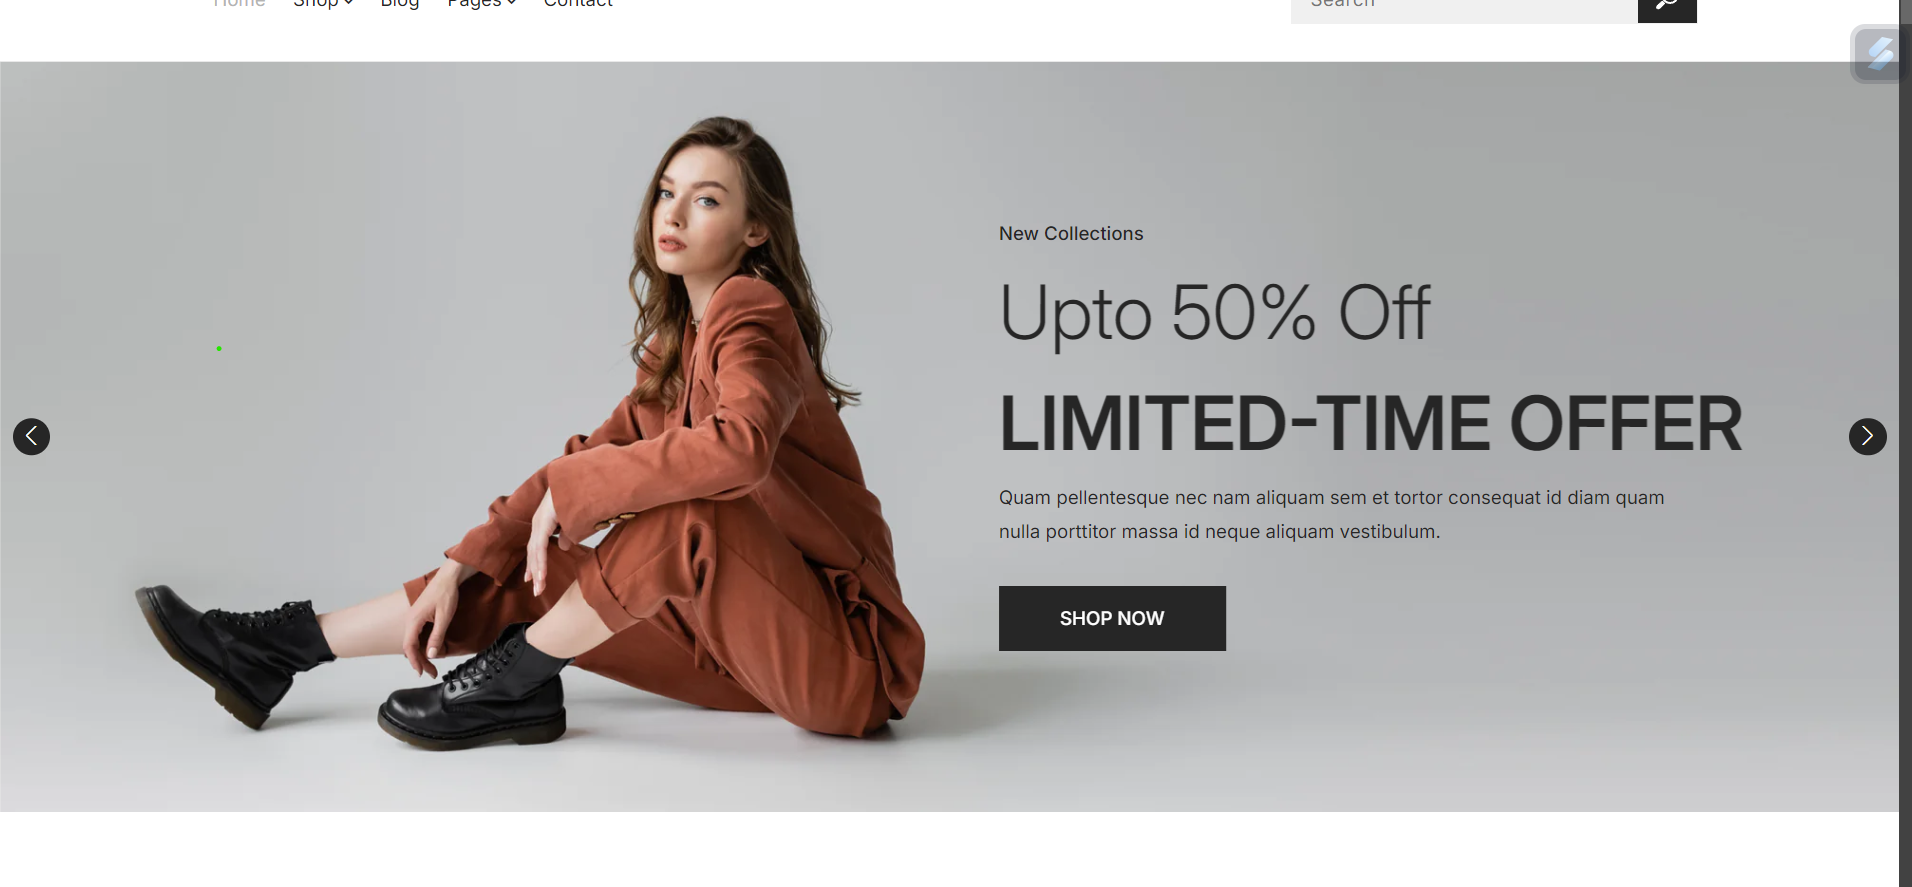 Home Shop Blog Pages Contact
Search
New Collections
Upto 50% Off
LIMITED-TIME OFFER
Quam pellentesque nec nam aliquam sem et tortor consequat id diam quam
nulla porttitor massa id neque aliquam vestibulum.
SHOP NOW